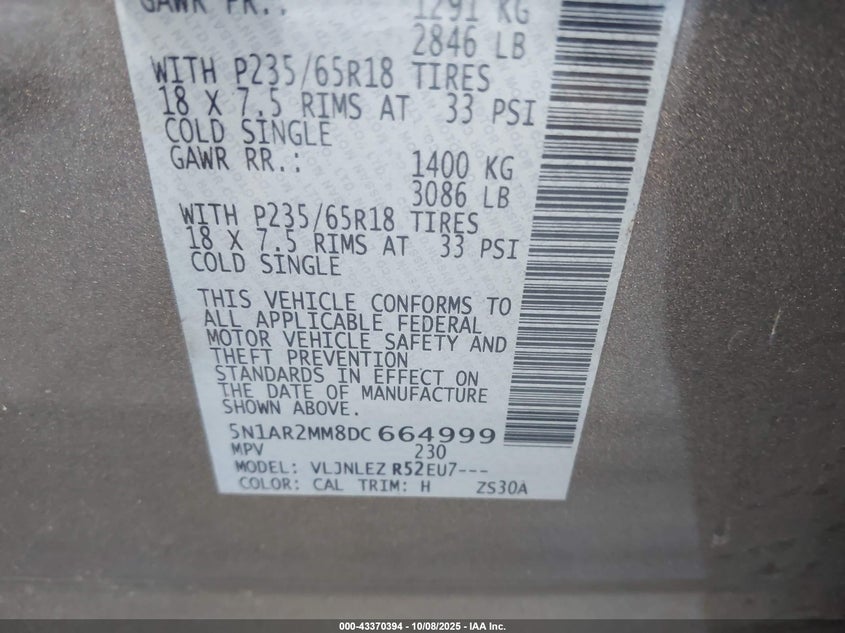 GAWR FR.: 1291 KG
2846 LB
WITH P235/65R18 TIRES
18 X 7.5 RIMS AT 33 PSI
COLD SINGLE
GAWR RR.: 1400 KG
3086 LB
WITH P235/65R18 TIRES
18 X 7.5 RIMS AT 33 PSI
COLD SINGLE
THIS VEHICLE CONFORMS TO
ALL APPLICABLE FEDERAL
MOTOR VEHICLE SAFETY AND
THEFT PREVENTION
STANDARDS IN EFFECT ON
THE DATE OF MANUFACTURE
SHOWN ABOVE.
5N1AR2MM8DC 664999
MPV 230
MODEL: VLJNLEZ R52EU7---
COLOR: CAL TRIM: H ZS30A
000-43370394 - 10/08/2025 - IAA Inc.